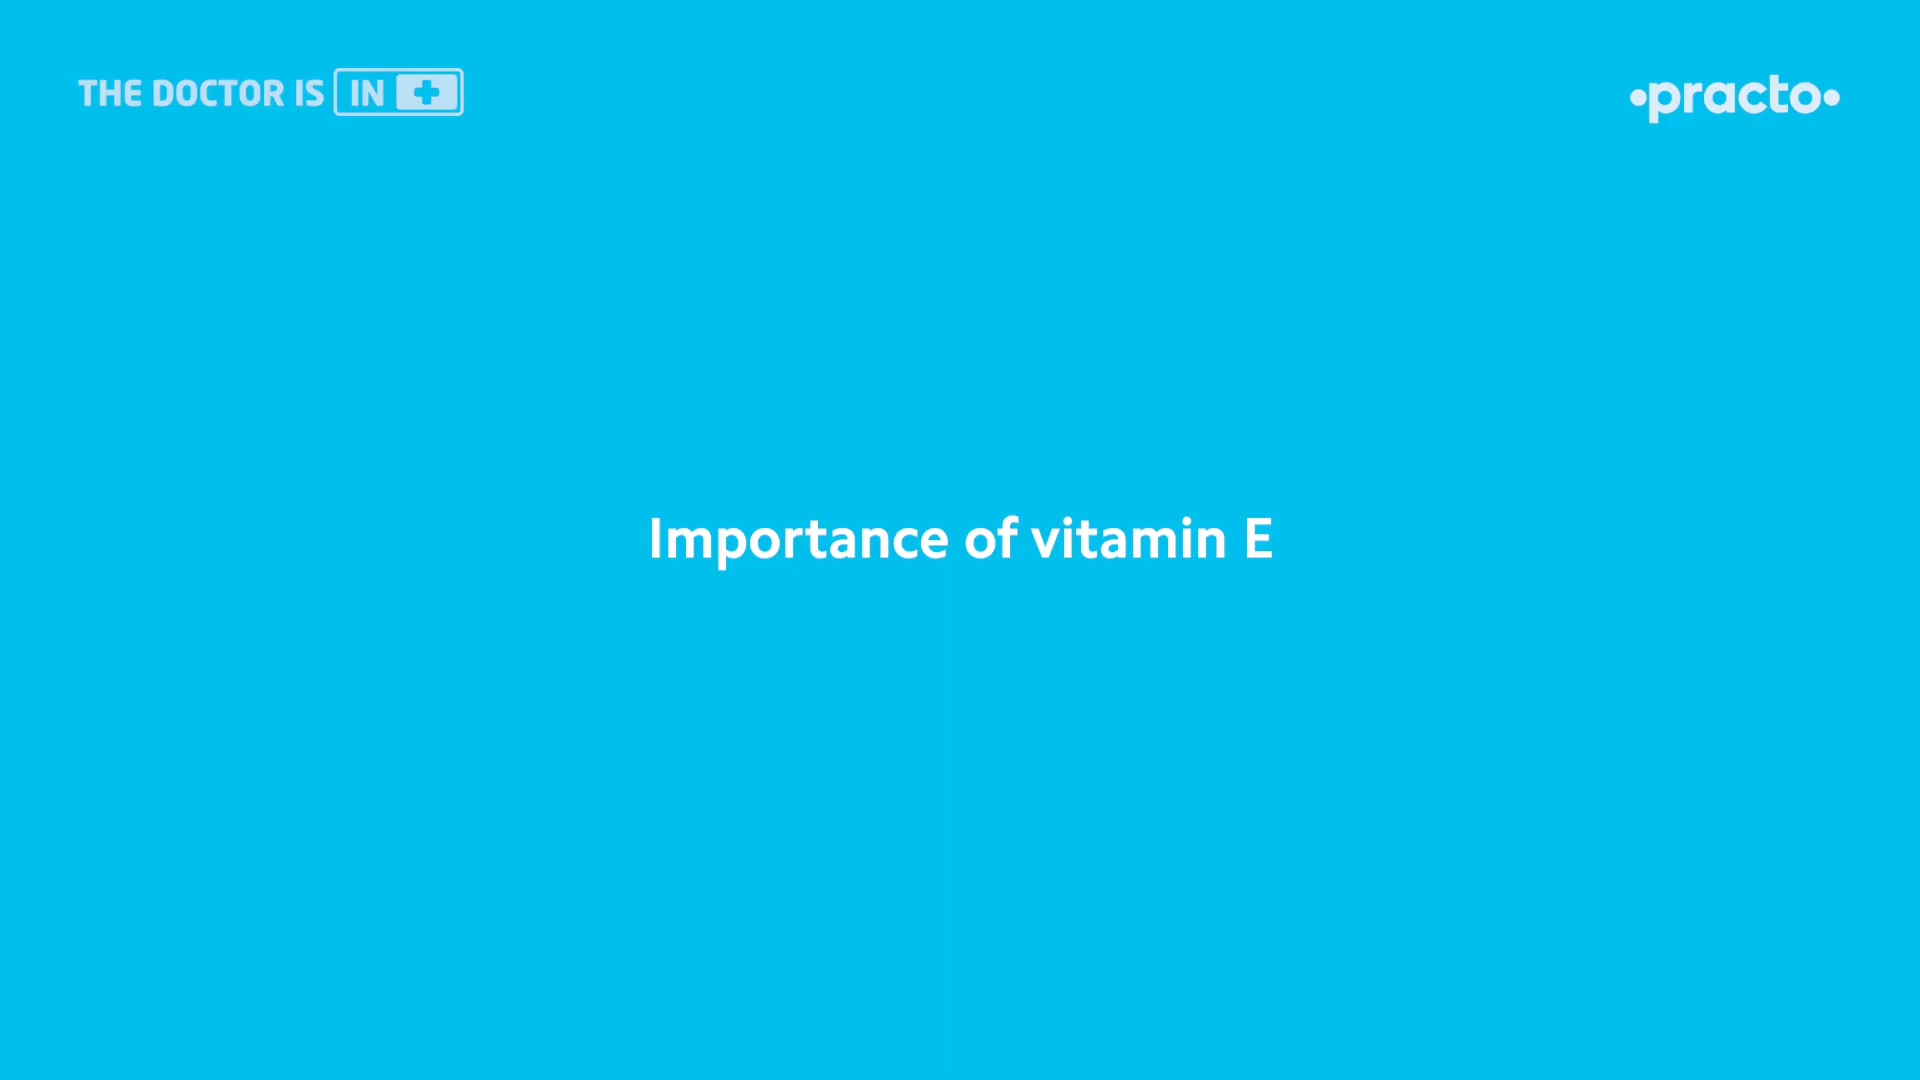 THE DOCTOR IS IN
•practo•
Importance of vitamin E